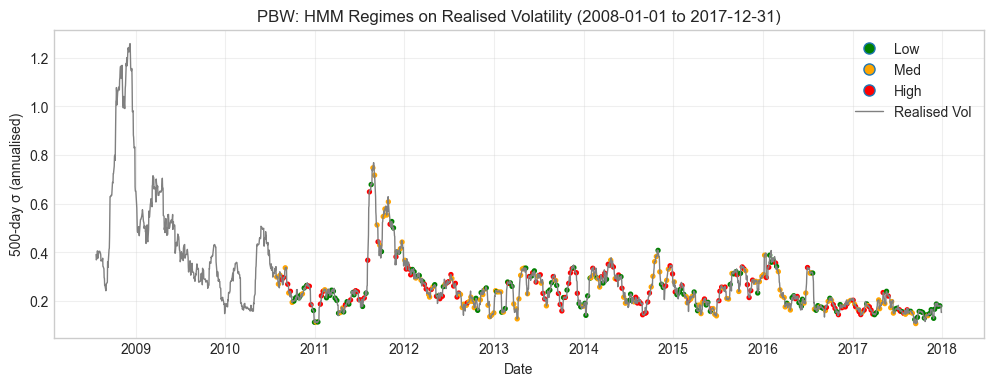 PBW: HMM Regimes on Realised Volatility (2008-01-01 to 2017-12-31)
Low
Med
High
Realised Vol
500-day σ (annualised)
1.2
1.0
0.8
0.6
0.4
0.2
2009 2010 2011 2012 2013 2014 2015 2016 2017 2018
Date